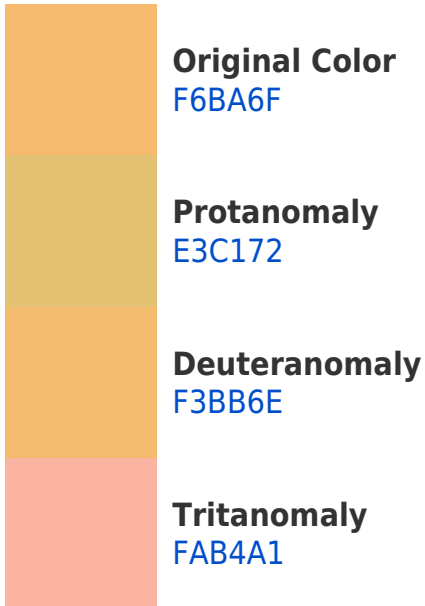 Original Color
F6BA6F
Protanomaly
E3C172
Deuteranomaly
F3BB6E
Tritanomaly
FAB4A1